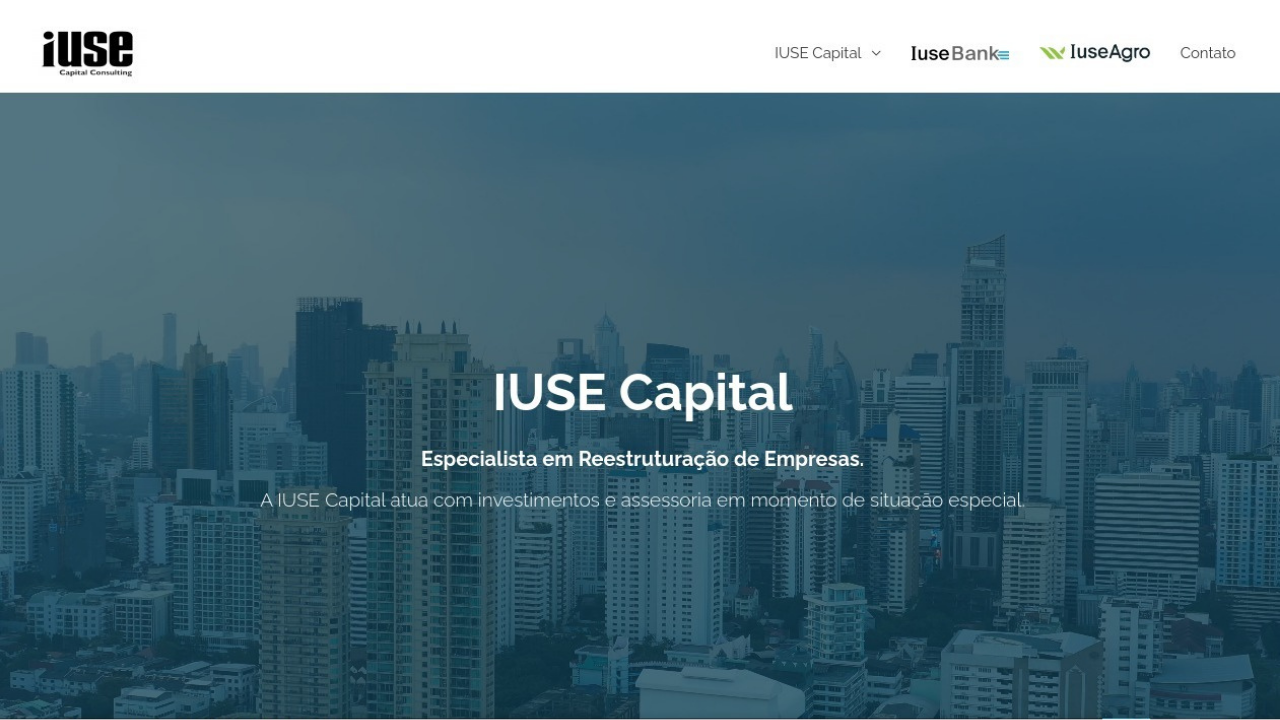 iuse
Capital Consulting
IUSE Capital
IuseBank
IuseAgro
Contato
IUSE Capital
Especialista em Reestruturação de Empresas.
A IUSE Capital atua com investimentos e assessoria em momento de situação especial.